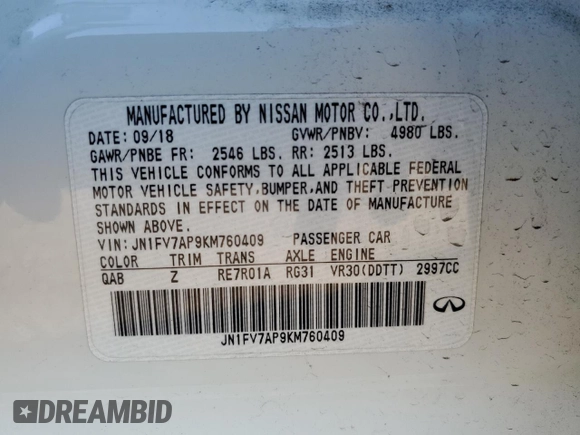 MANUFACTURED BY NISSAN MOTOR CO.,LTD.
DATE: 09/18 GVWR/PNBV: 4980 LBS.
GAWR/PNBE FR: 2546 LBS. RR: 2513 LBS.
THIS VEHICLE CONFORMS TO ALL APPLICABLE FEDERAL
MOTOR VEHICLE SAFETY,BUMPER,AND THEFT PREVENTION
STANDARDS IN EFFECT ON THE DATE OF MANUFACTURE
SHOWN ABOVE.
VIN:JN1FV7AP9KM760409 PASSENGER CAR
COLOR TRIM TRANS AXLE ENGINE
QAB Z RE7R01A RG31 VR30(DDTT) 2997CC
JN1FV7AP9KM760409
DREAMBID